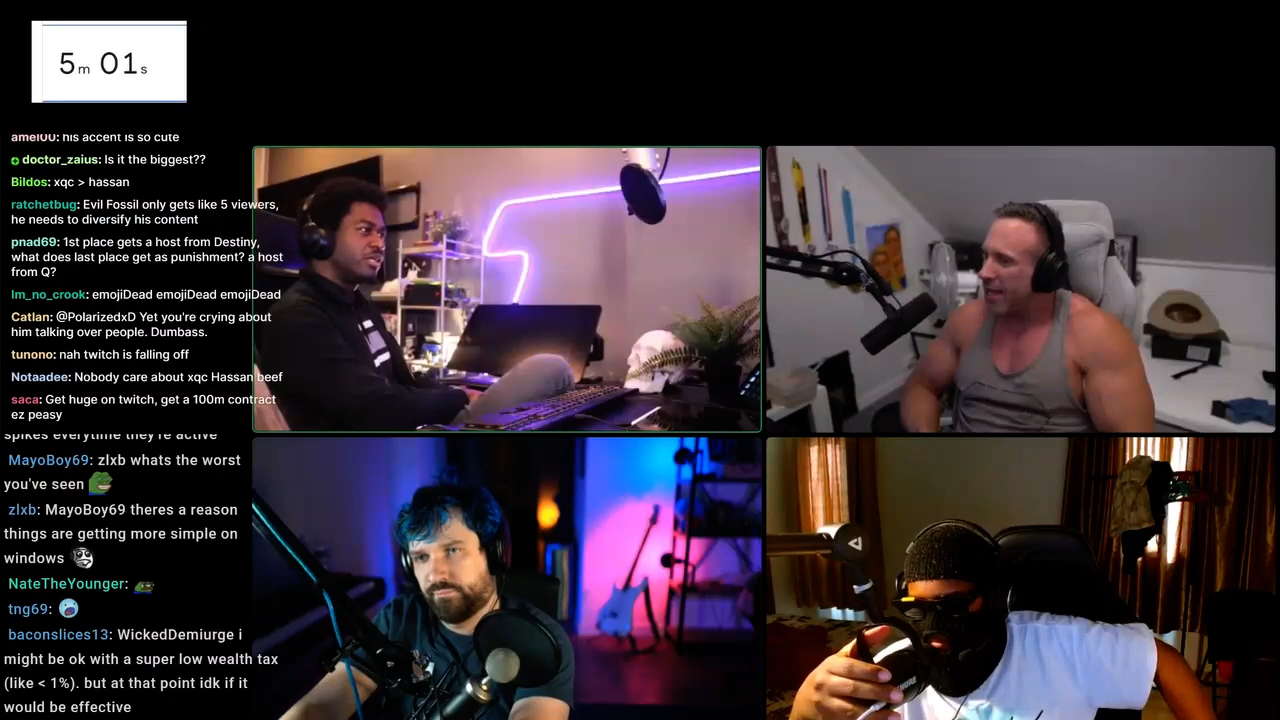 5m 01s
amel00: his accent is so cute
doctor_zaius: Is it the biggest??
Bildos: xqc > hassan
ratchetbug: Evil Fossil only gets like 5 viewers,
he needs to diversify his content
pnad69: 1st place gets a host from Destiny,
what does last place get as punishment? a host
from Q?
Im_no_crook: emojiDead emojiDead emojiDead
Catlan: @PolarizedxD Yet you're crying about
him talking over people. Dumbass.
tunono: nah twitch is falling off
Notaadee: Nobody care about xqc Hassan beef
saca: Get huge on twitch, get a 100m contract
ez peasy
spikes everytime they're active
MayoBoy69: zlxb whats the worst
you've seen
zlxb: MayoBoy69 theres a reason
things are getting more simple on
windows
NateTheYounger:
tng69:
baconslices13: WickedDemiurge i
might be ok with a super low wealth tax
(like < 1%). but at that point idk if it
would be effective